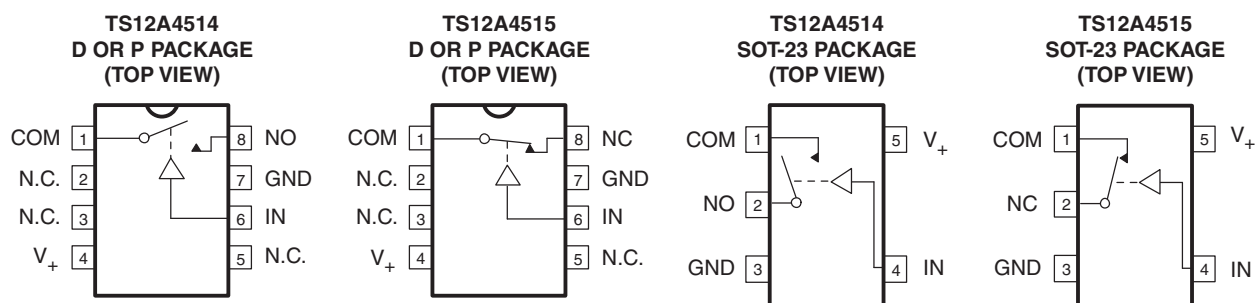 TS12A4514
D OR P PACKAGE
(TOP VIEW)
COM 1 8 NO
N.C. 2 7 GND
N.C. 3 6 IN
V+ 4 5 N.C.
TS12A4515
D OR P PACKAGE
(TOP VIEW)
COM 1 8 NC
N.C. 2 7 GND
N.C. 3 6 IN
V+ 4 5 N.C.
TS12A4514
SOT-23 PACKAGE
(TOP VIEW)
COM 1 5 V+
NO 2
GND 3 4 IN
TS12A4515
SOT-23 PACKAGE
(TOP VIEW)
COM 1 5 V+
NC 2
GND 3 4 IN